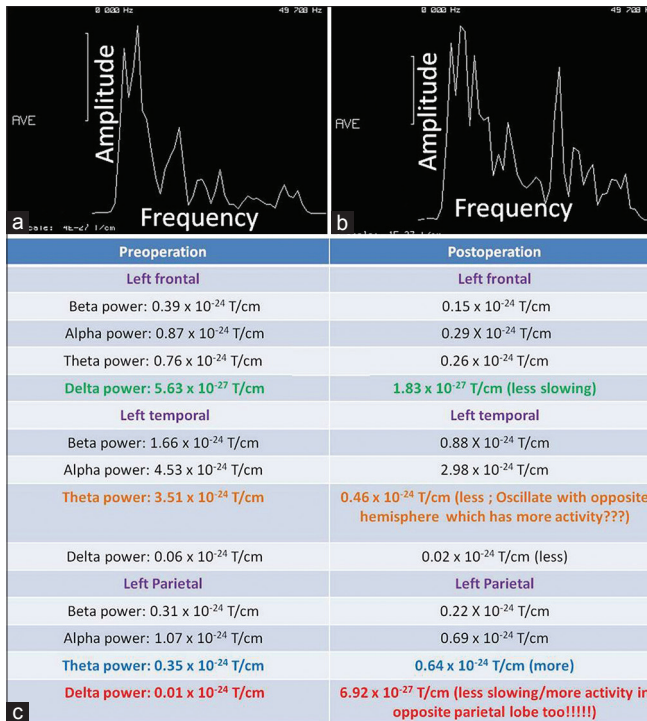 0 000 Hz 49 708 Hz
Amplitude
AVE
Frequency
a
0 000 Hz 49 708 Hz
Amplitude
AVE
Frequency
b
Preoperation Postoperation
Left frontal Left frontal
Beta power: 0.39 x 10⁻²⁴ T/cm 0.15 x 10⁻²⁴ T/cm
Alpha power: 0.87 x 10⁻²⁴ T/cm 0.29 X 10⁻²⁴ T/cm
Theta power: 0.76 x 10⁻²⁴ T/cm 0.26 x 10⁻²⁴ T/cm
Delta power: 5.63 x 10⁻²⁷ T/cm 1.83 x 10⁻²⁷ T/cm (less slowing)
Left temporal Left temporal
Beta power: 1.66 x 10⁻²⁴ T/cm 0.88 X 10⁻²⁴ T/cm
Alpha power: 4.53 x 10⁻²⁴ T/cm 2.98 x 10⁻²⁴ T/cm
Theta power: 3.51 x 10⁻²⁴ T/cm 0.46 x 10⁻²⁴ T/cm (less ; Oscillate with opposite
hemisphere which has more activity???)
Delta power: 0.06 x 10⁻²⁴ T/cm 0.02 x 10⁻²⁴ T/cm (less)
Left Parietal Left Parietal
Beta power: 0.31 x 10⁻²⁴ T/cm 0.22 X 10⁻²⁴ T/cm
Alpha power: 1.07 x 10⁻²⁴ T/cm 0.69 x 10⁻²⁴ T/cm
Theta power: 0.35 x 10⁻²⁴ T/cm 0.64 x 10⁻²⁴ T/cm (more)
Delta power: 0.01 x 10⁻²⁴ T/cm 6.92 x 10⁻²⁷ T/cm (less slowing/more activity in
opposite parietal lobe too!!!!!)
c